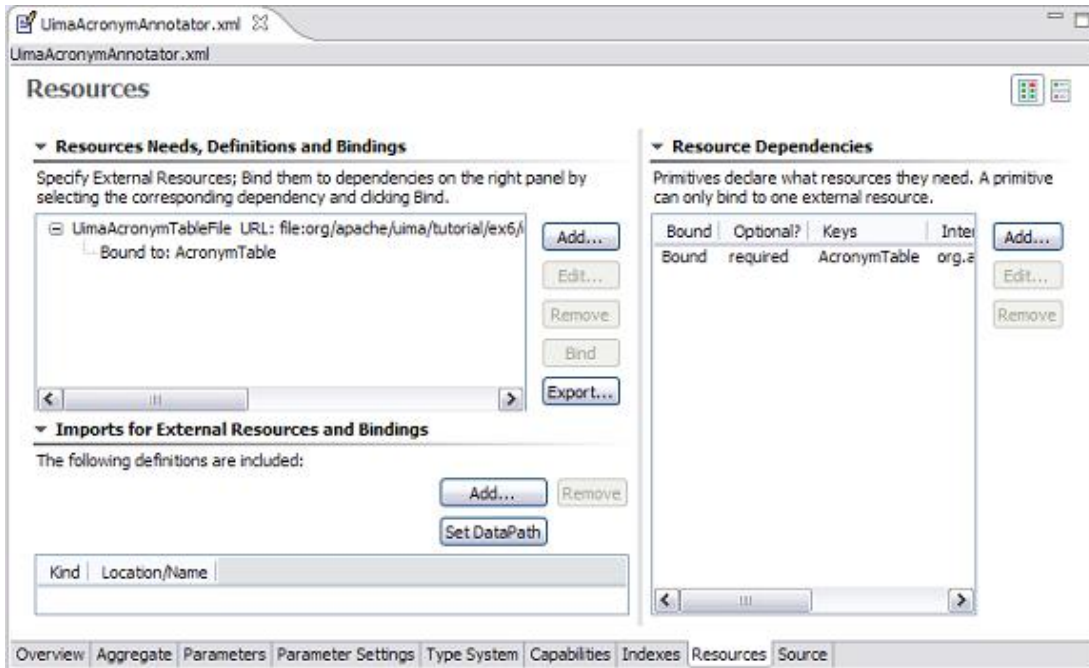 UimaAcronymAnnotator.xml
UimaAcronymAnnotator.xml
Resources
Resources Needs, Definitions and Bindings
Specify External Resources; Bind them to dependencies on the right panel by
selecting the corresponding dependency and clicking Bind.
UimaAcronymTableFile URL: file:org/apache/uima/tutorial/ex6/
Bound to: AcronymTable
Add...
Edit...
Remove
Bind
Export...
Imports for External Resources and Bindings
The following definitions are included:
Add... Remove
Set DataPath
Kind Location/Name
Resource Dependencies
Primitives declare what resources they need. A primitive
can only bind to one external resource.
Bound Optional? Keys Inter
Bound required AcronymTable org.a
Add...
Edit...
Remove
Overview Aggregate Parameters Parameter Settings Type System Capabilities Indexes Resources Source